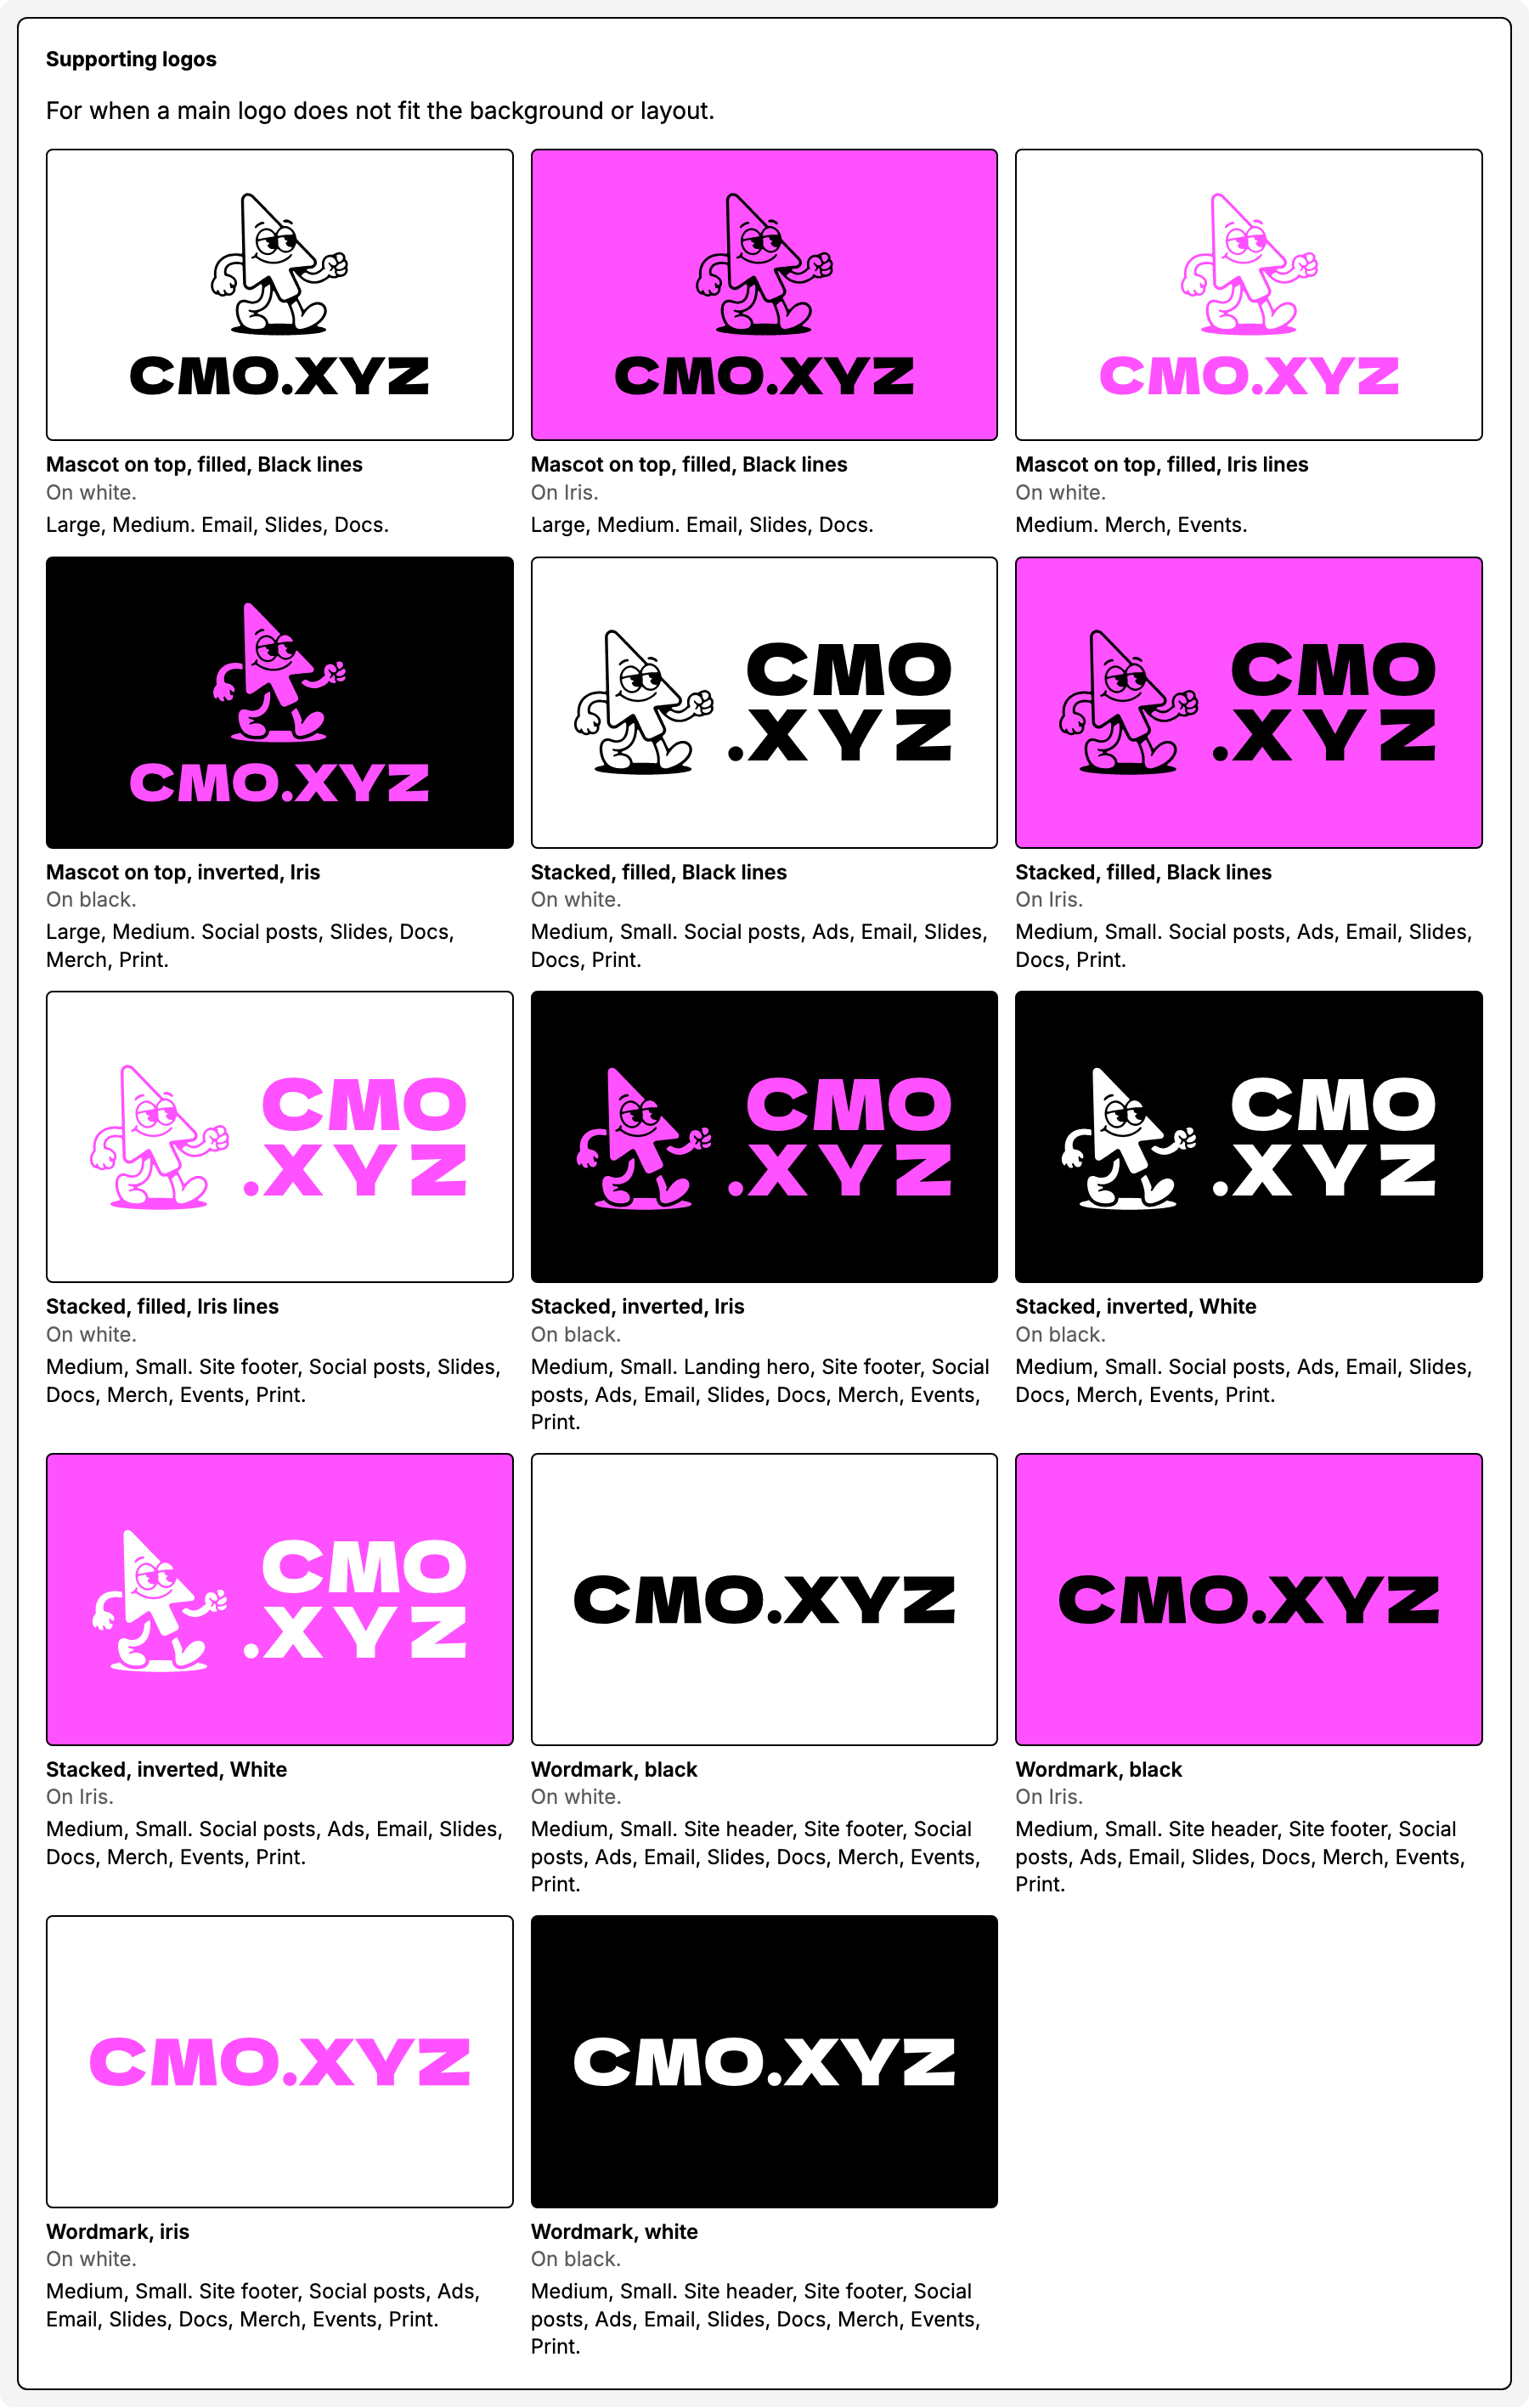 Supporting logos
For when a main logo does not fit the background or layout.
CMO.XYZ
Mascot on top, filled, Black lines
On white.
Large, Medium. Email, Slides, Docs.
CMO.XYZ
Mascot on top, filled, Black lines
On Iris.
Large, Medium. Email, Slides, Docs.
CMO.XYZ
Mascot on top, filled, Iris lines
On white.
Medium. Merch, Events.
CMO.XYZ
Mascot on top, inverted, Iris
On black.
Large, Medium. Social posts, Slides, Docs,
Merch, Print.
CMO
.XYZ
Stacked, filled, Black lines
On white.
Medium, Small. Social posts, Ads, Email, Slides,
Docs, Print.
CMO
.XYZ
Stacked, filled, Black lines
On Iris.
Medium, Small. Social posts, Ads, Email, Slides,
Docs, Print.
CMO
.XYZ
Stacked, filled, Iris lines
On white.
Medium, Small. Site footer, Social posts, Slides,
Docs, Merch, Events, Print.
CMO
.XYZ
Stacked, inverted, Iris
On black.
Medium, Small. Landing hero, Site footer, Social
posts, Ads, Email, Slides, Docs, Merch, Events,
Print.
CMO
.XYZ
Stacked, inverted, White
On black.
Medium, Small. Social posts, Ads, Email, Slides,
Docs, Merch, Events, Print.
CMO
.XYZ
Stacked, inverted, White
On Iris.
Medium, Small. Social posts, Ads, Email, Slides,
Docs, Merch, Events, Print.
CMO.XYZ
Wordmark, black
On white.
Medium, Small. Site header, Site footer, Social
posts, Ads, Email, Slides, Docs, Merch, Events,
Print.
CMO.XYZ
Wordmark, black
On Iris.
Medium, Small. Site header, Site footer, Social
posts, Ads, Email, Slides, Docs, Merch, Events,
Print.
CMO.XYZ
Wordmark, iris
On white.
Medium, Small. Site footer, Social posts, Ads,
Email, Slides, Docs, Merch, Events, Print.
CMO.XYZ
Wordmark, white
On black.
Medium, Small. Site header, Site footer, Social
posts, Ads, Email, Slides, Docs, Merch, Events,
Print.